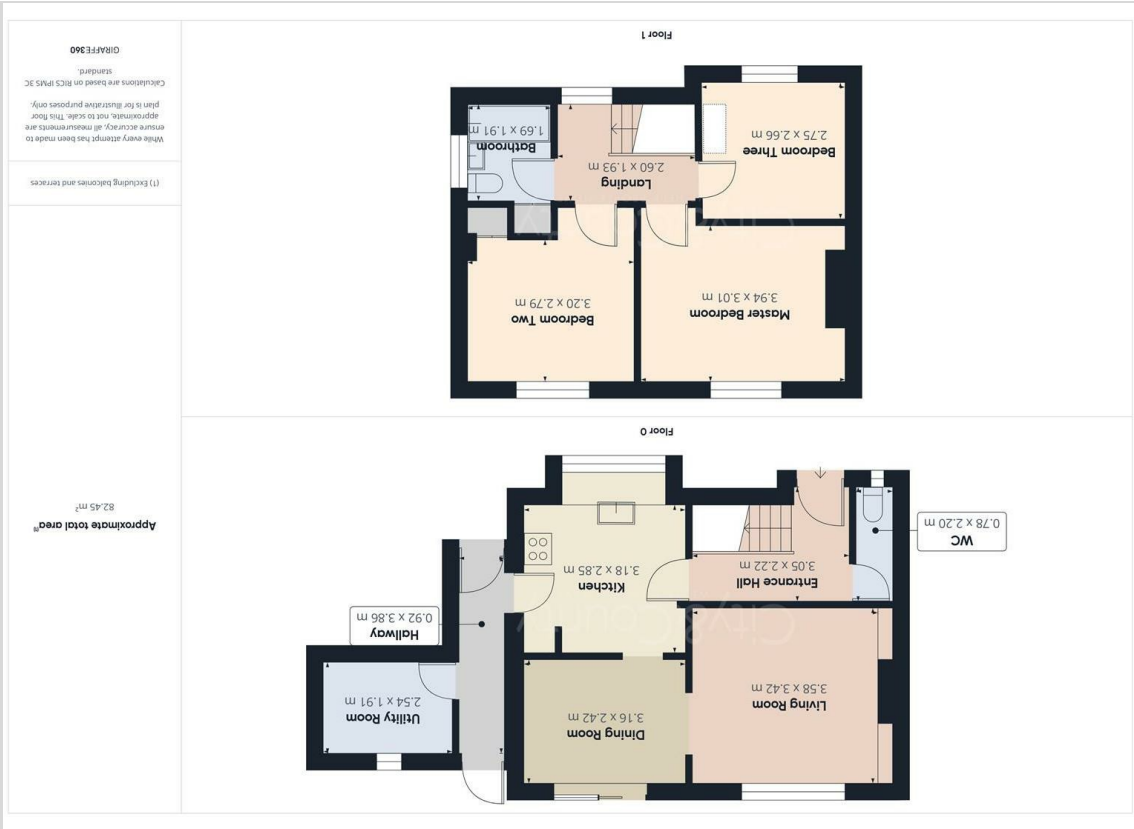 Living Room
3.58 x 3.42 m
Dining Room
3.16 x 2.42 m
Utility Room
2.54 x 1.91 m
Hallway
0.92 x 3.86 m
City&Country
Entrance Hall
3.05 x 2.22 m
Kitchen
3.18 x 2.85 m
WC
0.78 x 2.20 m
Floor 0
Master Bedroom
3.94 x 3.01 m
Bedroom Two
3.20 x 2.79 m
City&Country
Landing
2.60 x 1.93 m
Bedroom Three
2.75 x 2.66 m
Bathroom
1.69 x 1.91 m
Floor 1
Approximate total area⁽¹⁾
82.45 m²
(1) Excluding balconies and terraces
While every attempt has been made to
ensure accuracy, all measurements are
approximate, not to scale. This floor
plan is for illustrative purposes only.
Calculations are based on RICS IPMS 3C
standard.
GIRAFFE360